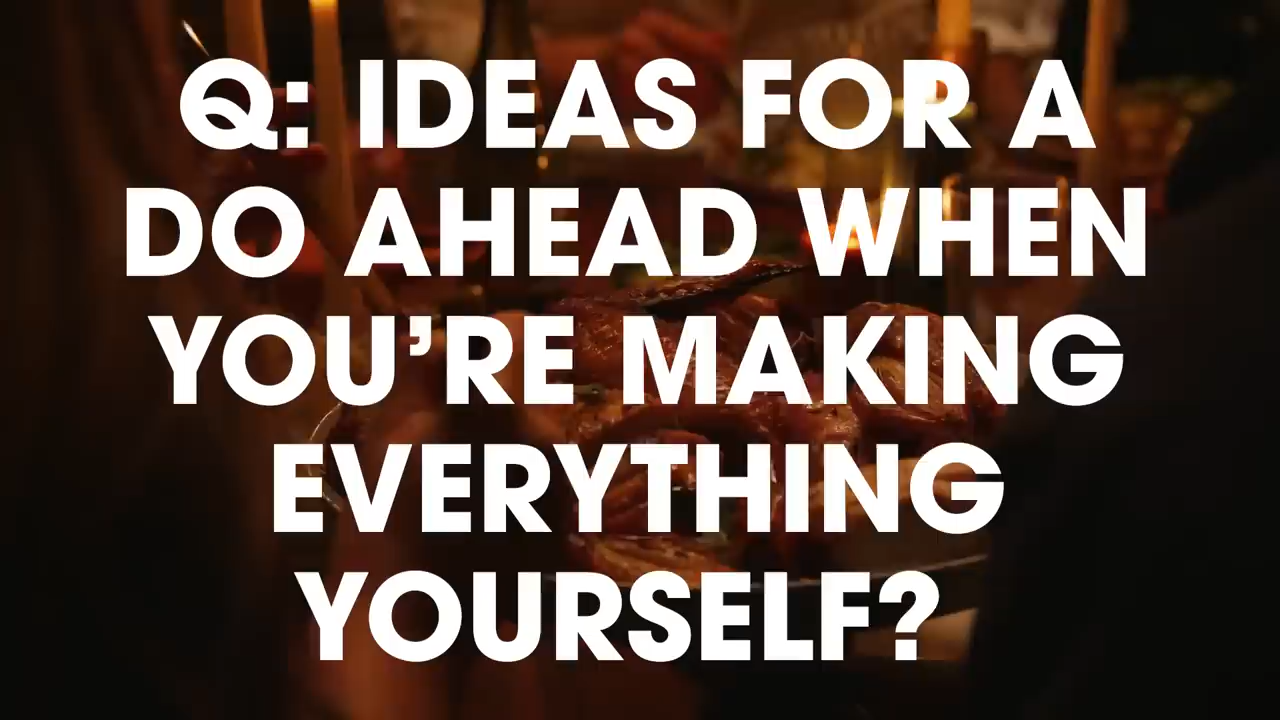 Q: IDEAS FOR A
DO AHEAD WHEN
YOU’RE MAKING
EVERYTHING
YOURSELF?